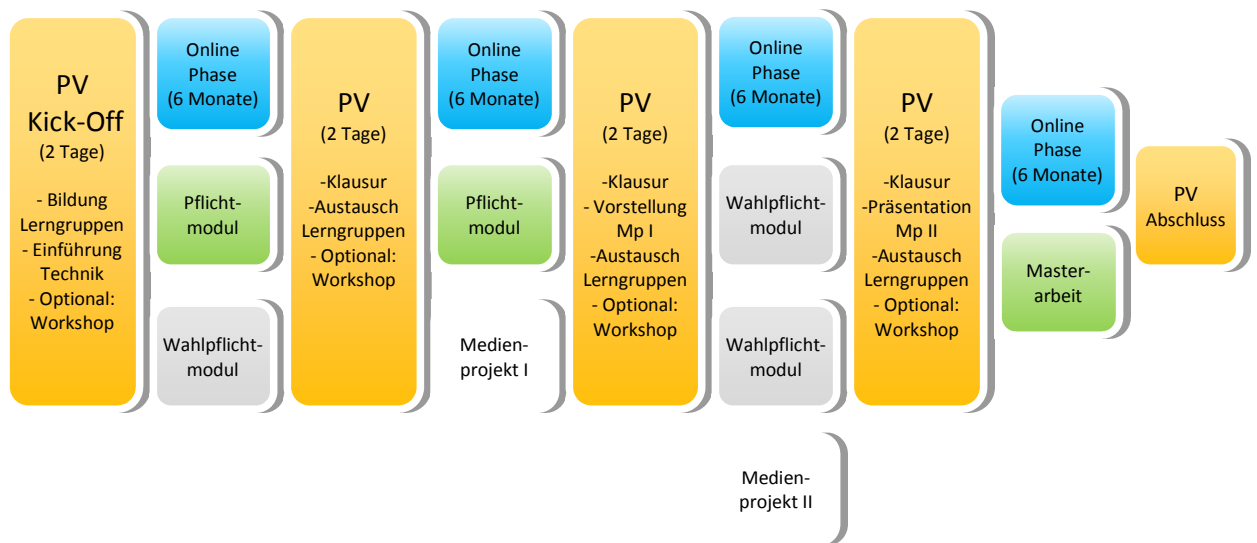 PV
Kick-Off
(2 Tage)
- Bildung
Lerngruppen
- Einführung
Technik
- Optional:
Workshop
Online
Phase
(6 Monate)
Pflicht-
modul
Wahlpflicht-
modul
PV
(2 Tage)
-Klausur
-Austausch
Lerngruppen
- Optional:
Workshop
Online
Phase
(6 Monate)
Pflicht-
modul
Medien-
projekt I
PV
(2 Tage)
-Klausur
- Vorstellung
Mp I
-Austausch
Lerngruppen
- Optional:
Workshop
Online
Phase
(6 Monate)
Wahlpflicht-
modul
Wahlpflicht-
modul
Medien-
projekt II
PV
(2 Tage)
-Klausur
-Präsentation
Mp II
-Austausch
Lerngruppen
- Optional:
Workshop
Online
Phase
(6 Monate)
Master-
arbeit
PV
Abschluss